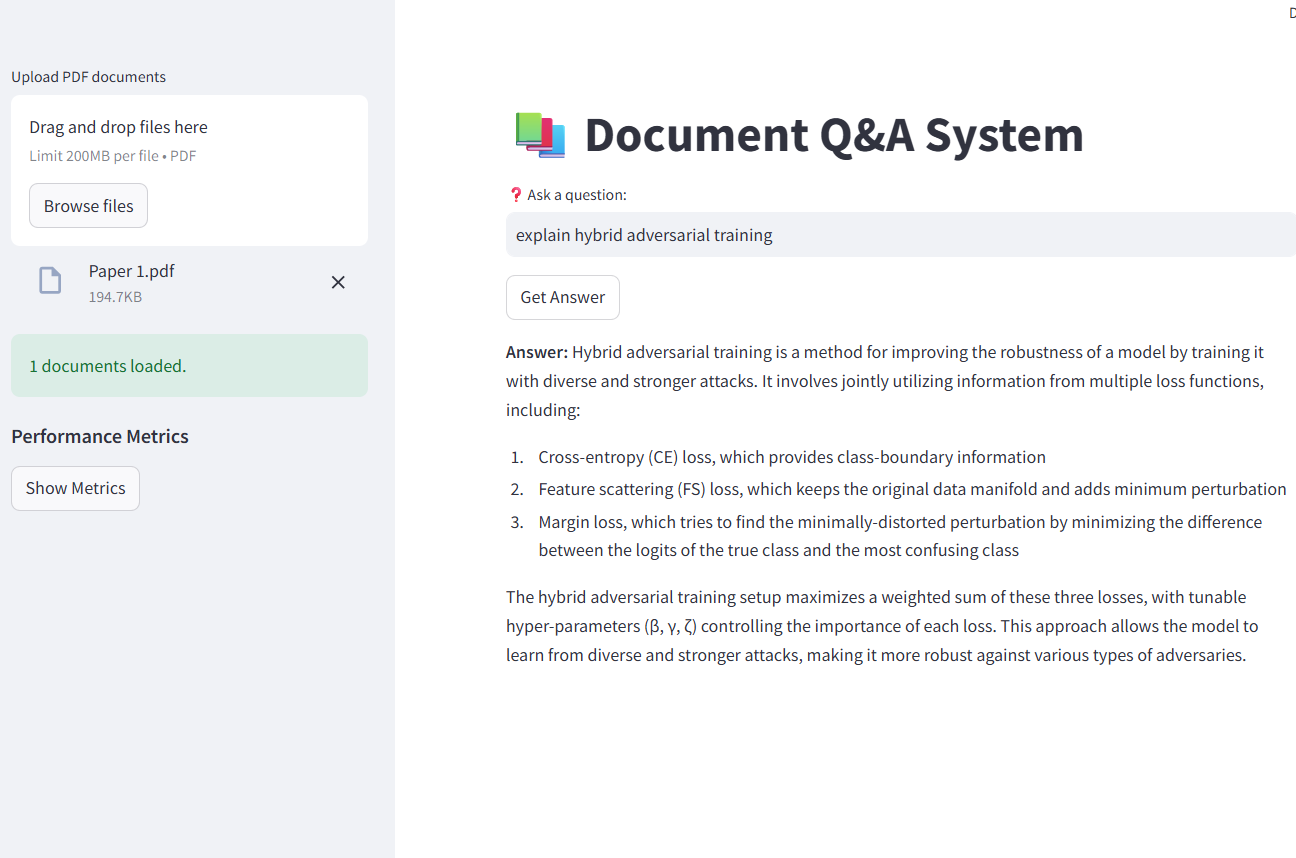 Upload PDF documents
Drag and drop files here
Limit 200MB per file • PDF
Browse files
Paper 1.pdf
194.7KB
1 documents loaded.
Performance Metrics
Show Metrics
D
Document Q&A System
❓ Ask a question:
explain hybrid adversarial training
Get Answer
Answer: Hybrid adversarial training is a method for improving the robustness of a model by training it
with diverse and stronger attacks. It involves jointly utilizing information from multiple loss functions,
including:
1. Cross-entropy (CE) loss, which provides class-boundary information
2. Feature scattering (FS) loss, which keeps the original data manifold and adds minimum perturbation
3. Margin loss, which tries to find the minimally-distorted perturbation by minimizing the difference
between the logits of the true class and the most confusing class
The hybrid adversarial training setup maximizes a weighted sum of these three losses, with tunable
hyper-parameters (β, γ, ζ) controlling the importance of each loss. This approach allows the model to
learn from diverse and stronger attacks, making it more robust against various types of adversaries.